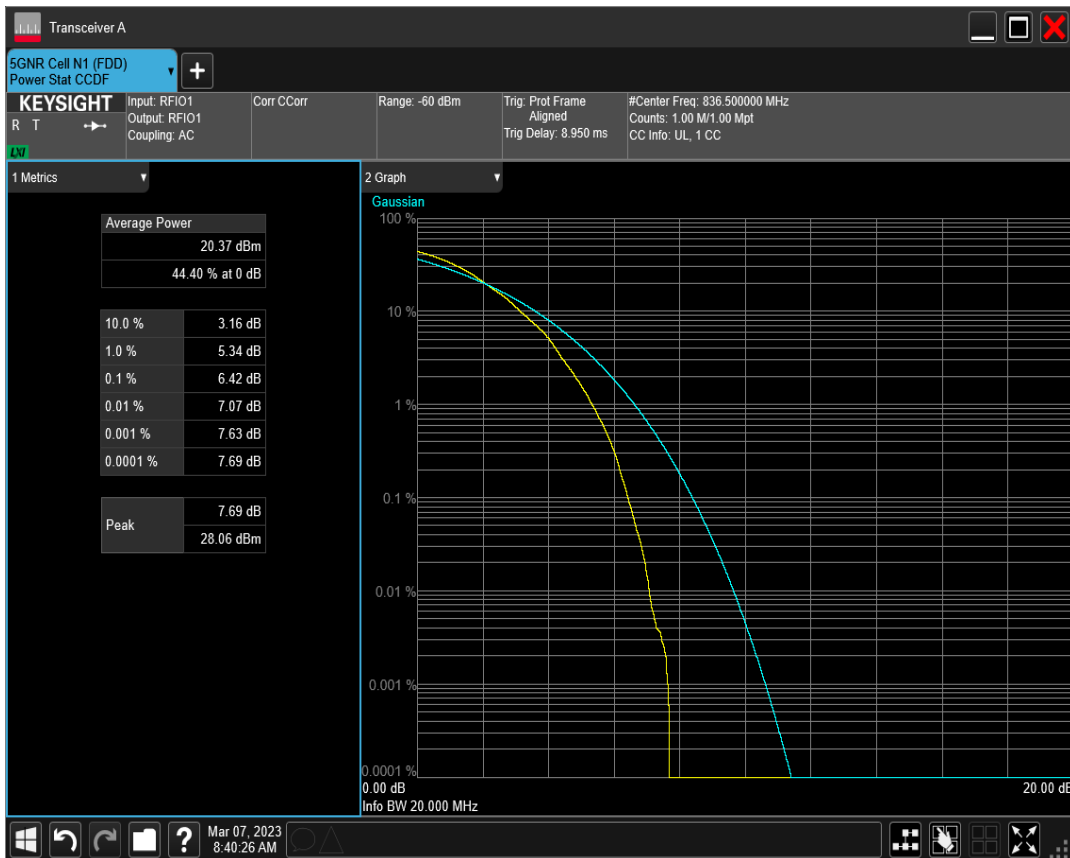 Transceiver A
5GNR Cell N1 (FDD)
Power Stat CCDF
+
KEYSIGHT
R T
LXI
Input: RFIO1
Output: RFIO1
Coupling: AC
Corr CCorr
Range: -60 dBm
Trig: Prot Frame
Aligned
Trig Delay: 8.950 ms
#Center Freq: 836.500000 MHz
Counts: 1.00 M/1.00 Mpt
CC Info: UL, 1 CC
1 Metrics
Average Power
20.37 dBm
44.40 % at 0 dB
10.0 % 3.16 dB
1.0 % 5.34 dB
0.1 % 6.42 dB
0.01 % 7.07 dB
0.001 % 7.63 dB
0.0001 % 7.69 dB
Peak
7.69 dB
28.06 dBm
2 Graph
Gaussian
100 %
10 %
1 %
0.1 %
0.01 %
0.001 %
0.0001 %
0.00 dB 20.00 dB
Info BW 20.000 MHz
?
Mar 07, 2023
8:40:26 AM